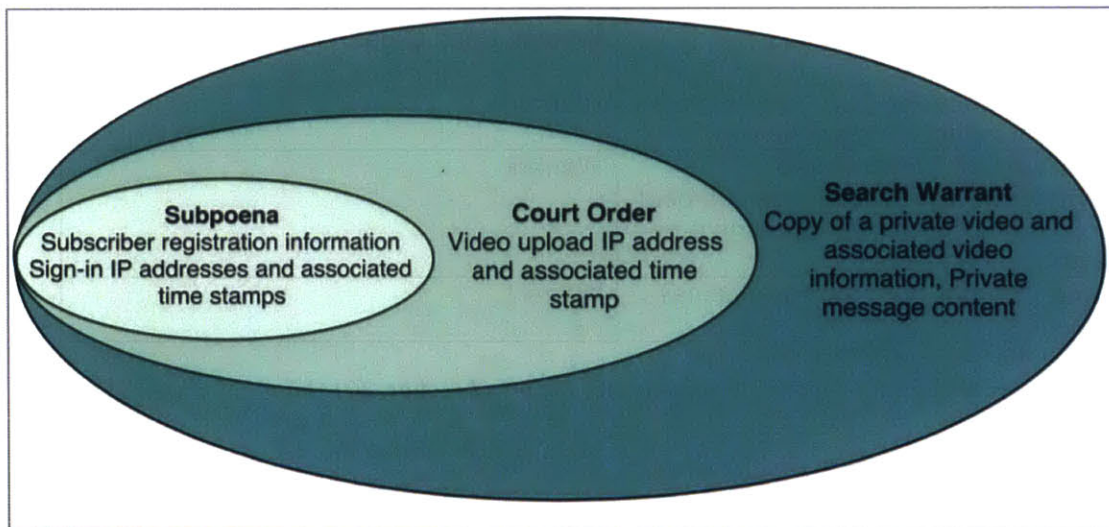 Subpoena
Subscriber registration information
Sign-in IP addresses and associated
time stamps
Court Order
Video upload IP address
and associated time
stamp
Search Warrant
Copy of a private video and
associated video
information, Private
message content